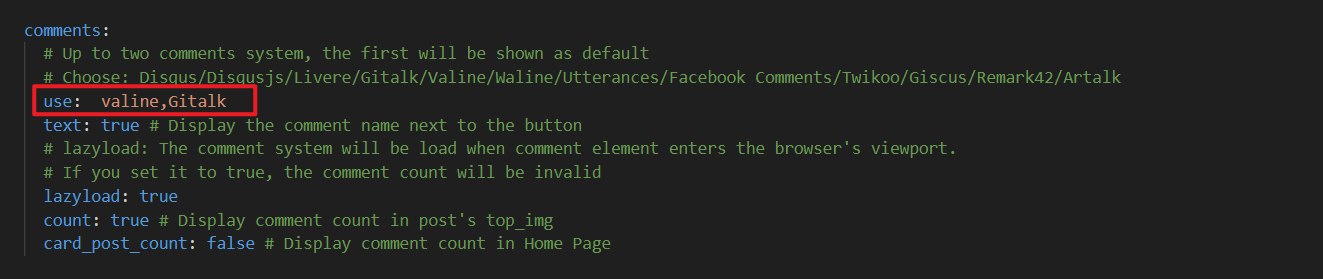 comments:
# Up to two comments system, the first will be shown as default
# Choose: Disqus/Disqusjs/Livere/Gitalk/Valine/Waline/Utterances/Facebook Comments/Twikoo/Giscus/Remark42/Artalk
use:  valine,Gitalk
text: true # Display the comment name next to the button
# lazyload: The comment system will be load when comment element enters the browser's viewport.
# If you set it to true, the comment count will be invalid
lazyload: true
count: true # Display comment count in post's top_img
card_post_count: false # Display comment count in Home Page